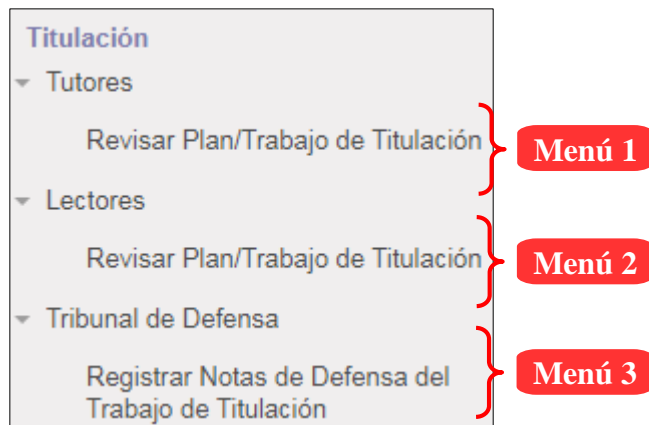 Titulación
Tutores
Revisar Plan/Trabajo de Titulación
Menú 1
Lectores
Revisar Plan/Trabajo de Titulación
Menú 2
Tribunal de Defensa
Registrar Notas de Defensa del
Trabajo de Titulación
Menú 3